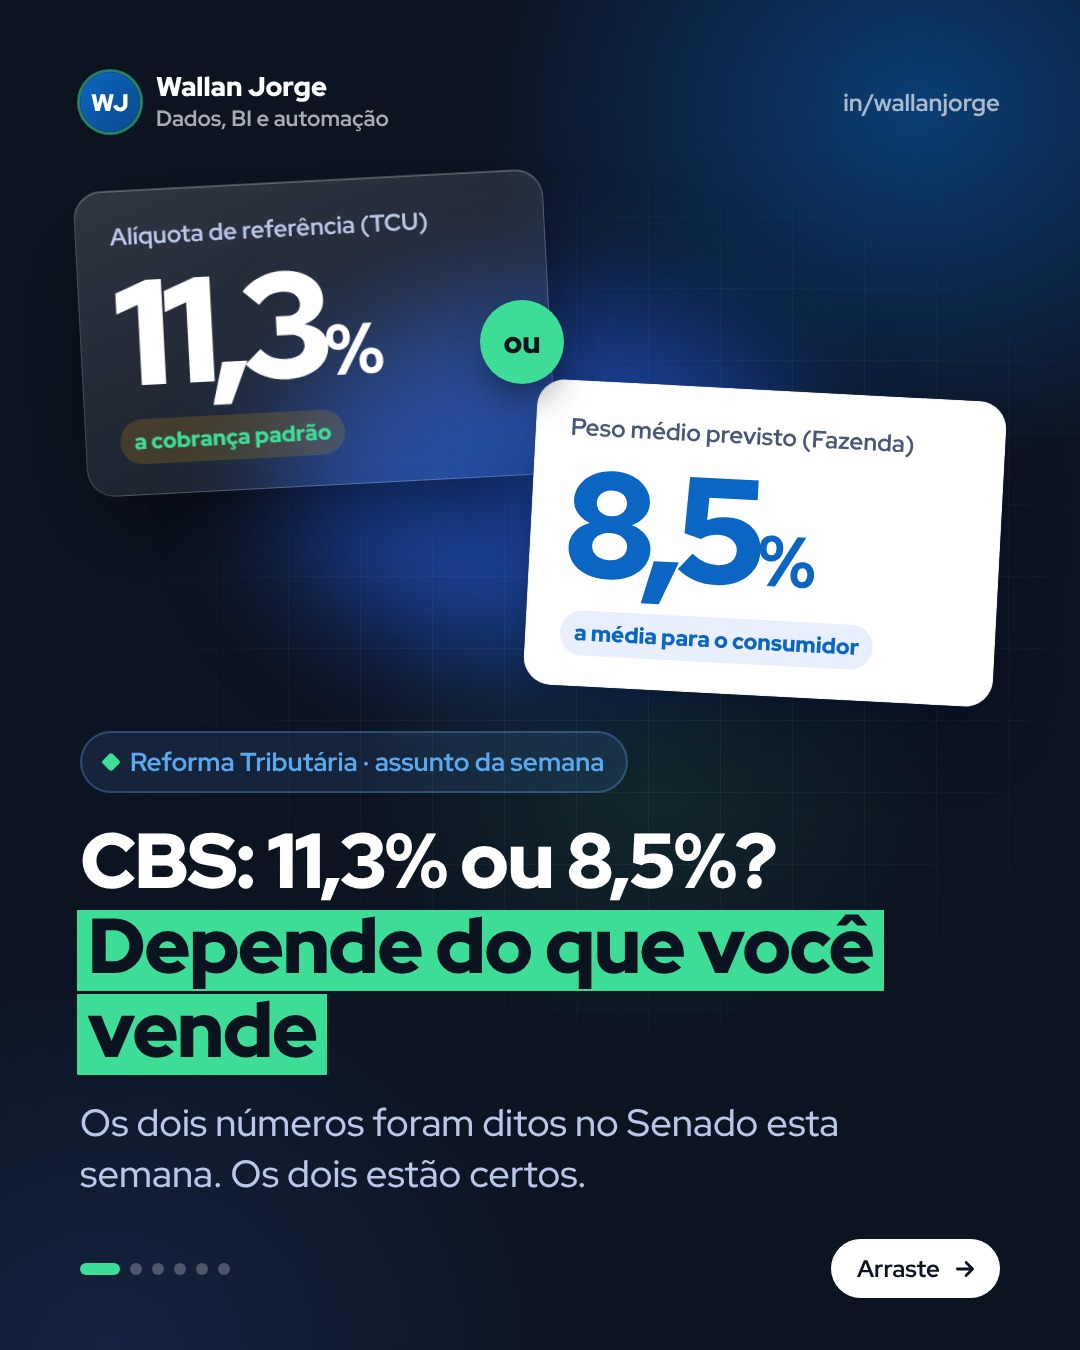 WJ
Wallan Jorge
Dados, BI e automação
in/wallanjorge
Alíquota de referência (TCU)
11,3%
a cobrança padrão
ou
Peso médio previsto (Fazenda)
8,5%
a média para o consumidor
Reforma Tributária · assunto da semana
CBS: 11,3% ou 8,5%?
Depende do que você
vende
Os dois números foram ditos no Senado esta
semana. Os dois estão certos.
Arraste →